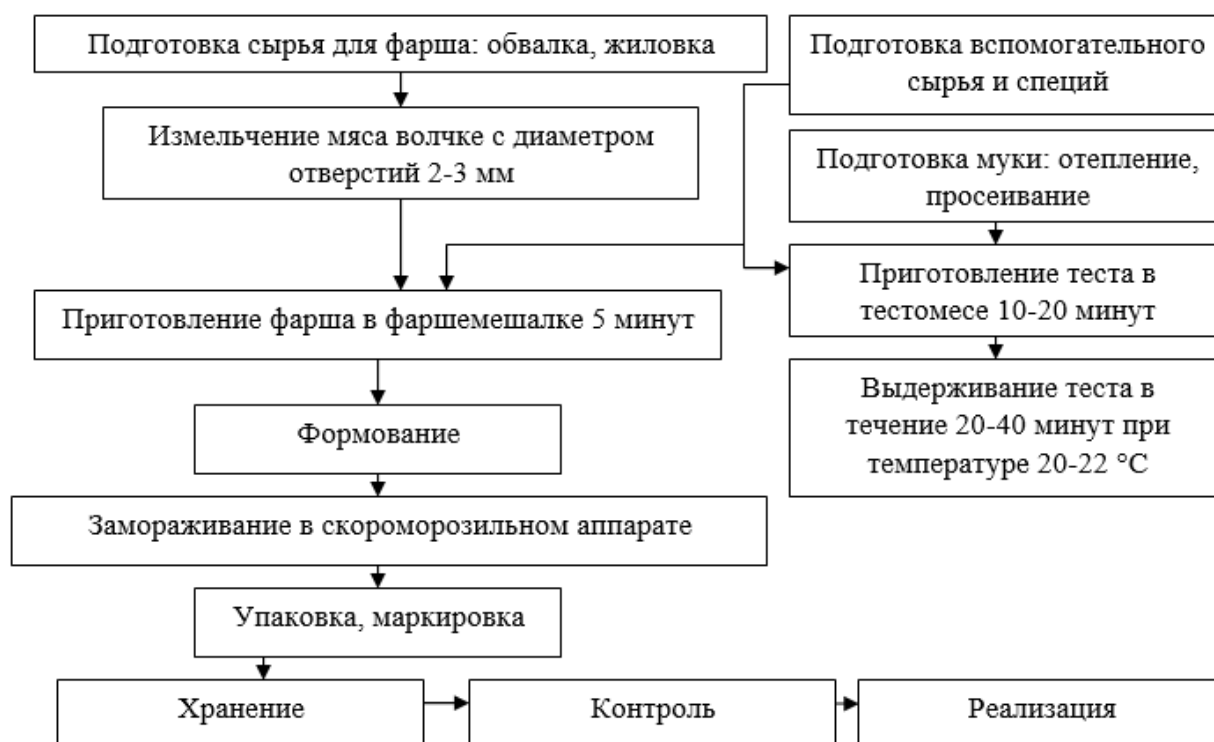 Подготовка сырья для фарша: обвалка, жиловка
Измельчение мяса волчке с диаметром
отверстий 2-3 мм
Приготовление фарша в фаршемешалке 5 минут
Формование
Замораживание в скороморозильном аппарате
Упаковка, маркировка
Хранение
Контроль
Реализация
Подготовка вспомогательного
сырья и специй
Подготовка муки: отепление,
просеивание
Приготовление теста в
тестомесе 10-20 минут
Выдерживание теста в
течение 20-40 минут при
температуре 20-22 °С